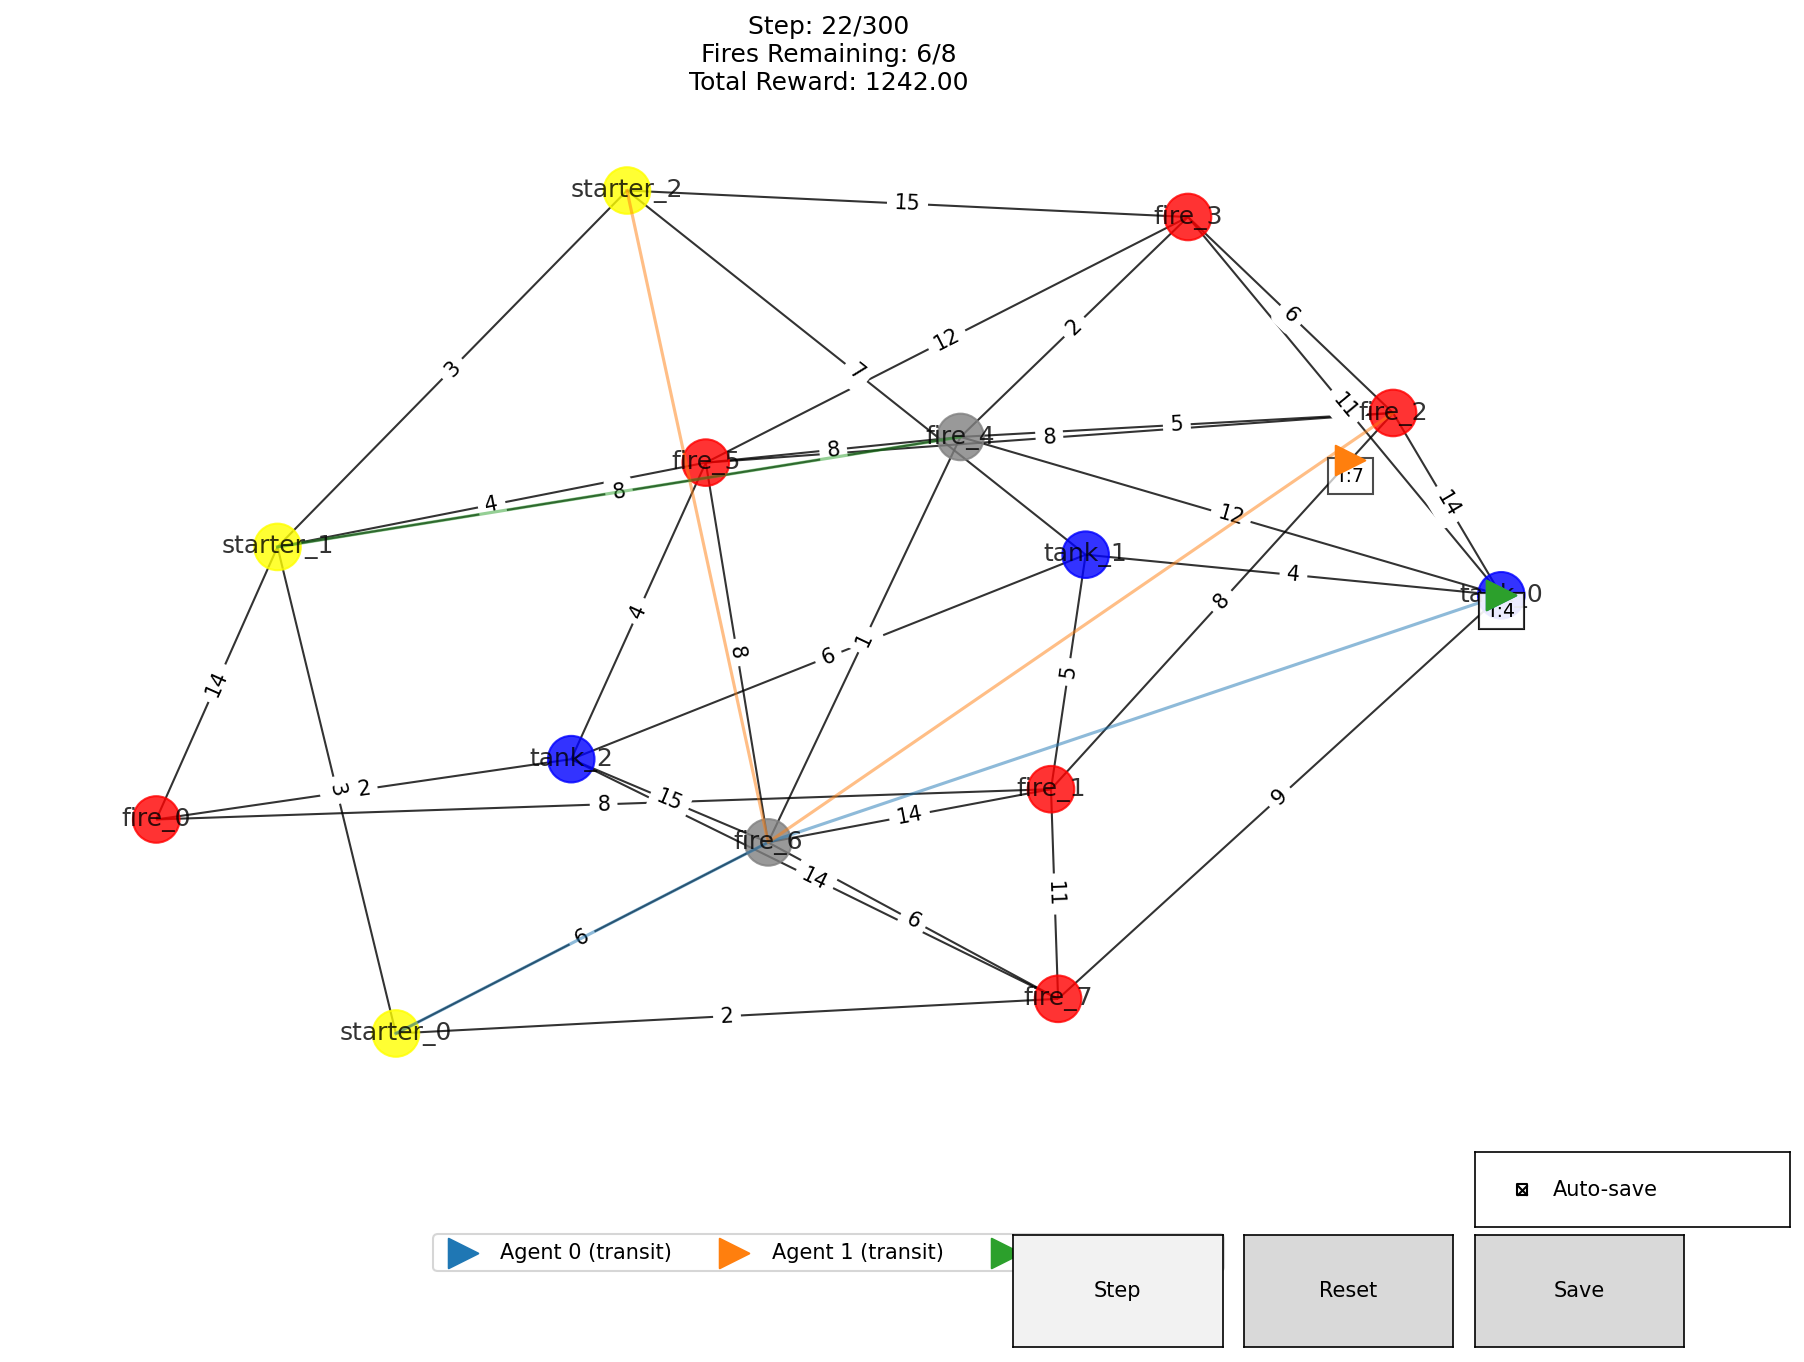 Step: 22/300
Fires Remaining: 6/8
Total Reward: 1242.00
starter_2
15
fire_3
6
2
12
3
7
11
fire_2
5
8
8
fire_4
fire_5
4
8
14
12
starter_1
tank_1
4
tank_0
T:4
T:7
8
4
8
1
6
5
14
tank_2
3
2
15
8
fire_1
9
fire_0
14
fire_6
14
11
6
6
fire_7
2
starter_0
Auto-save
Agent 0 (transit)
Agent 1 (transit)
Step
Reset
Save